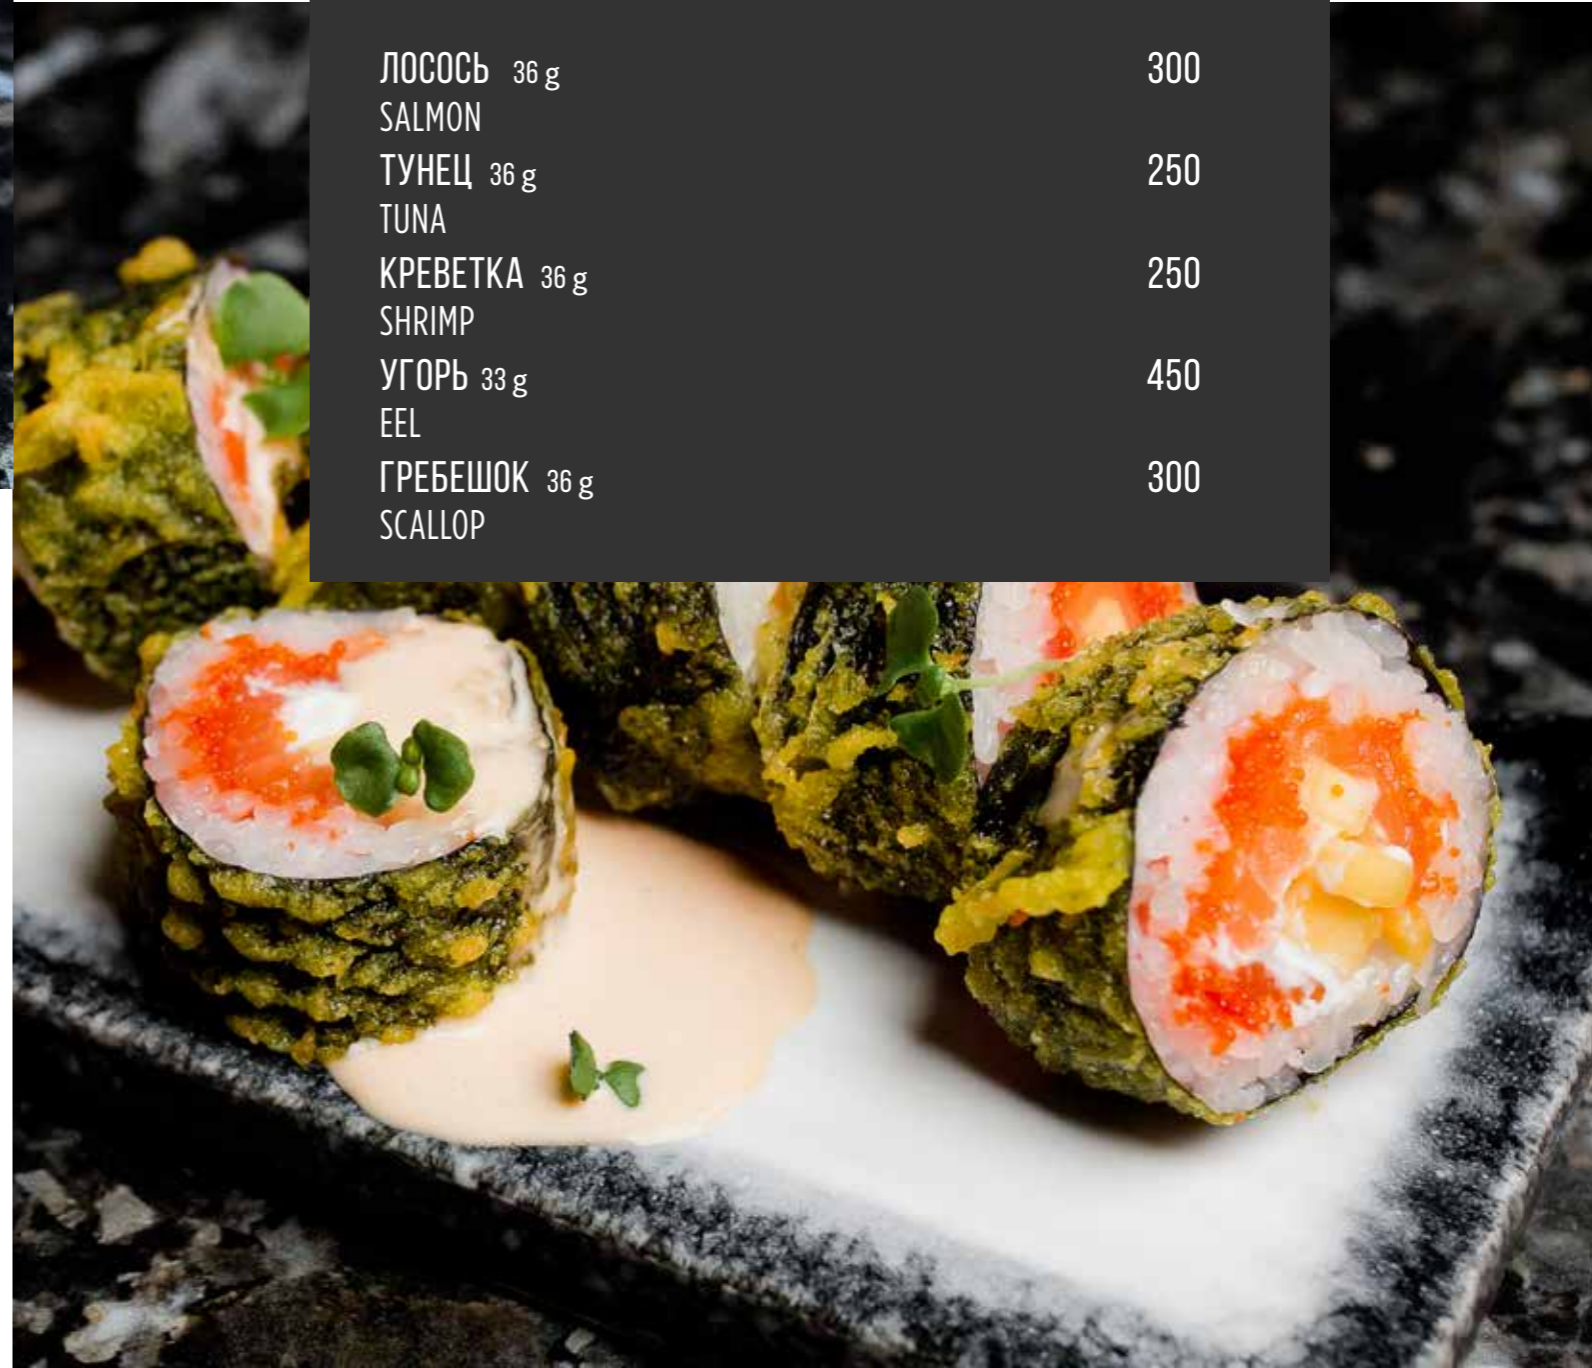 ЛОСОСЬ 36 g 300
SALMON
ТУНЕЦ 36 g 250
TUNA
КРЕВЕТКА 36 g 250
SHRIMP
УГОРЬ 33 g 450
EEL
ГРЕБЕШОК 36 g 300
SCALLOP